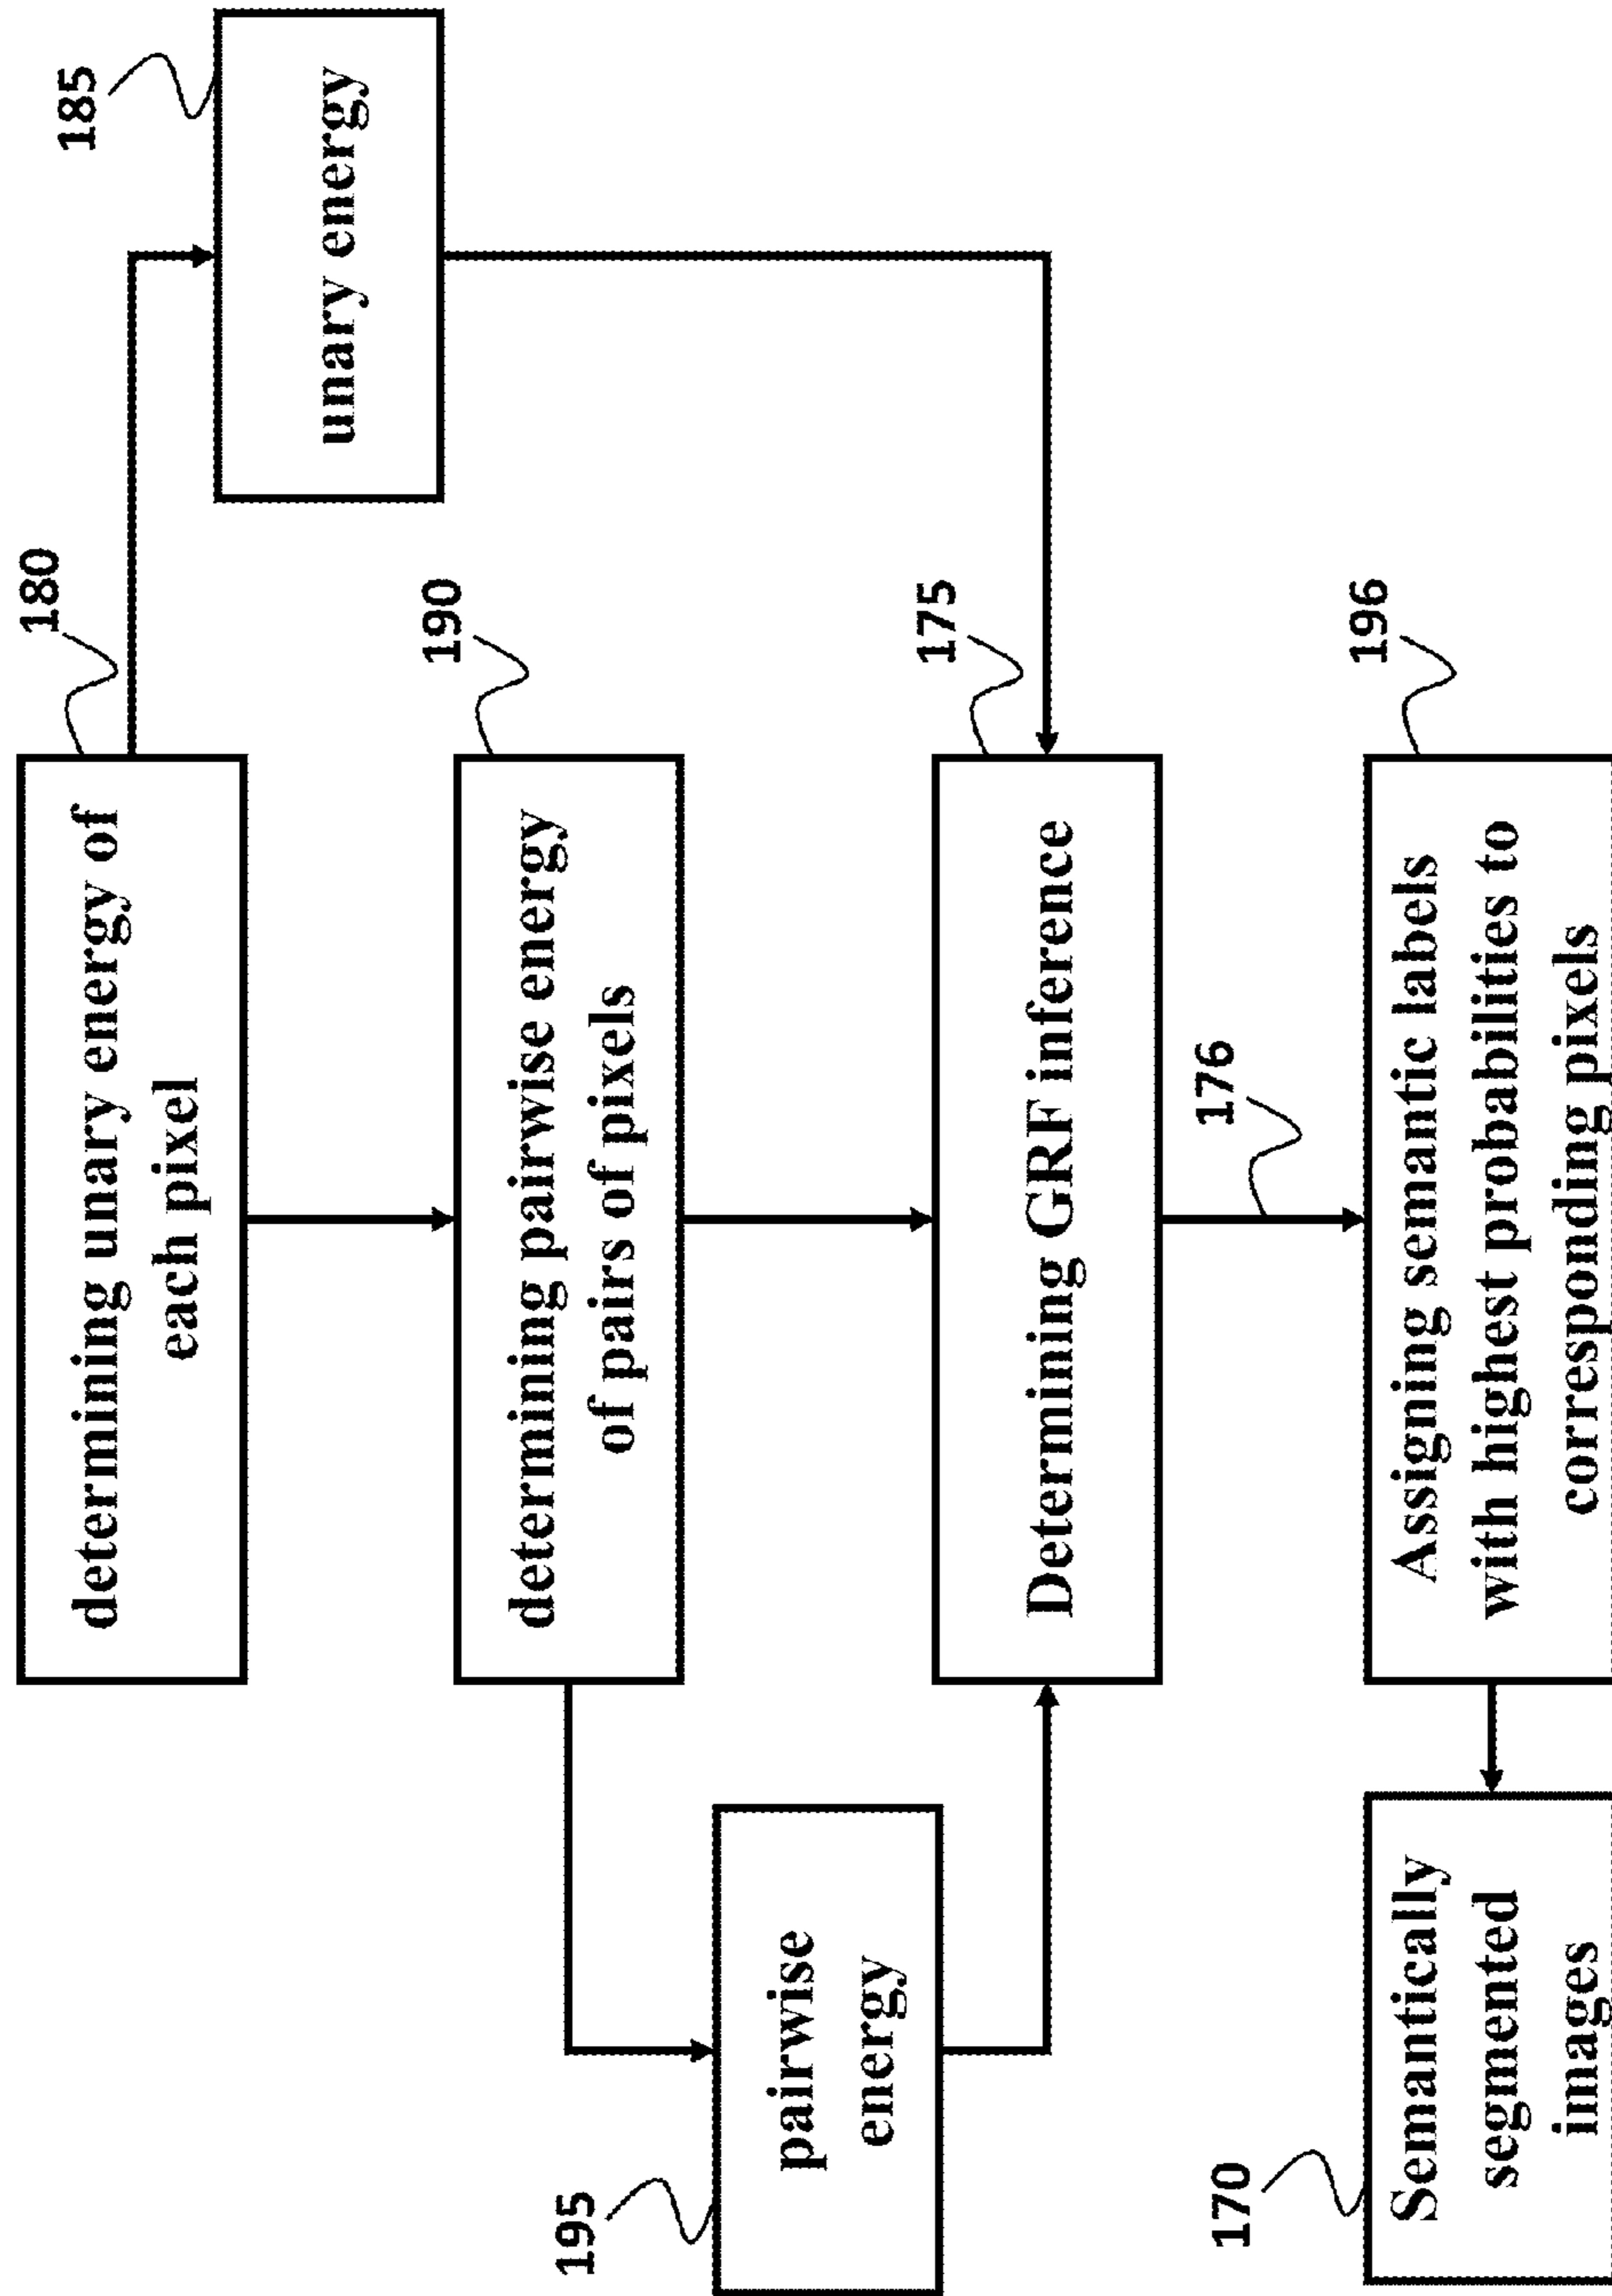 180
determining unary energy of
each pixel
185
unary energy
190
determining pairwise energy
of pairs of pixels
195
pairwise
energy
175
Determining GRF inference
176
196
Assigning semantic labels
with highest probabilities to
corresponding pixels
170
Semantically
segmented
images